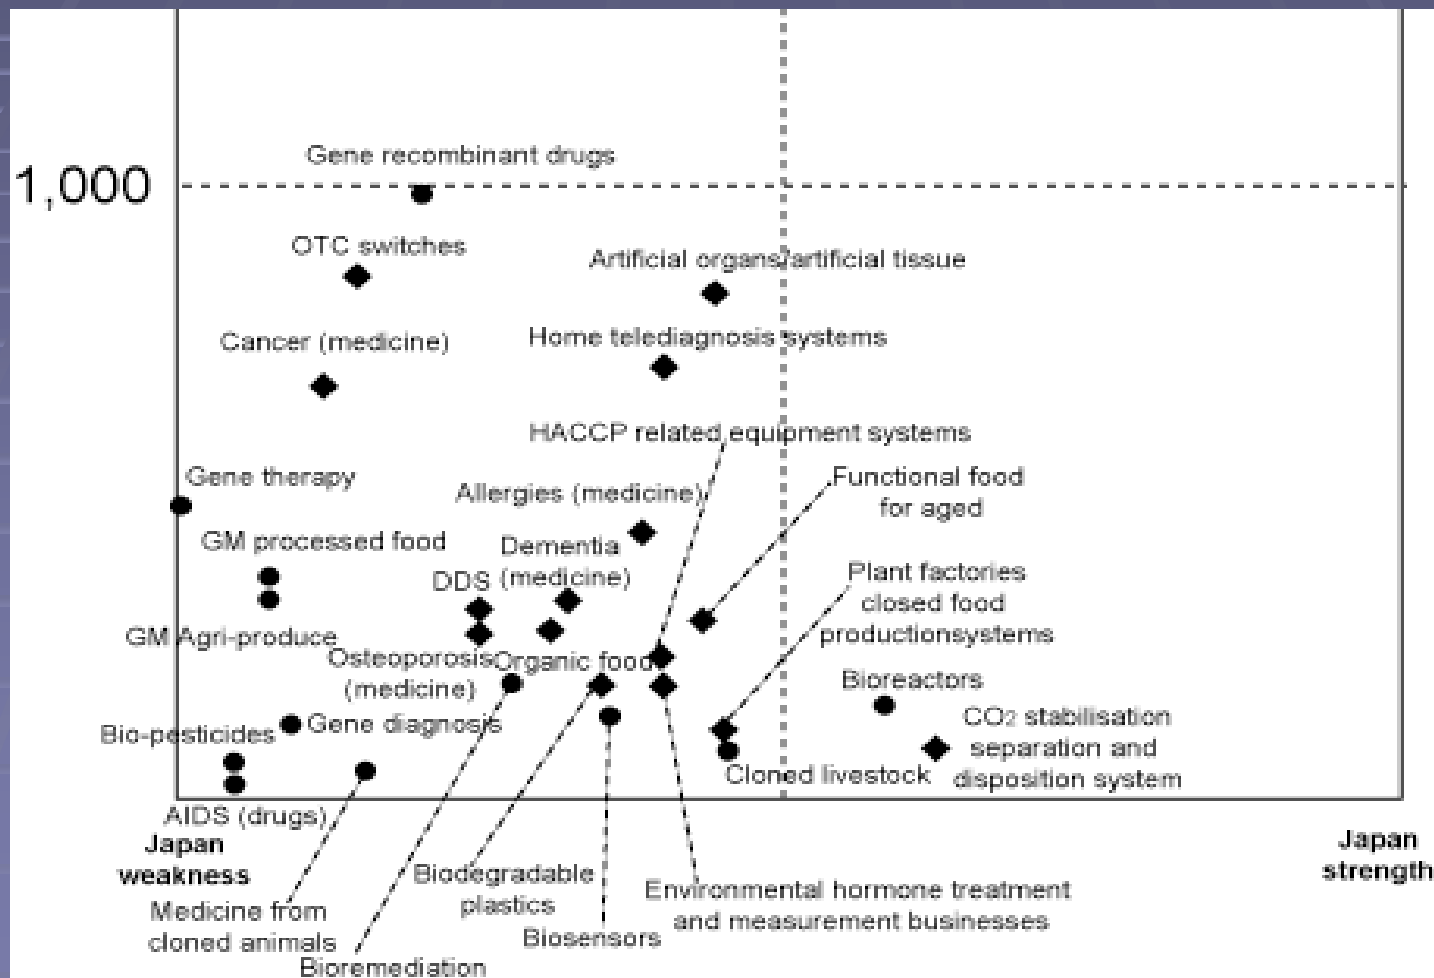 Gene recombinant drugs
1,000
OTC switches
Artificial organs/artificial tissue
Home telediagnosis systems
Cancer (medicine)
HACCP related equipment systems
Gene therapy
Functional food
for aged
Allergies (medicine)
GM processed food
Dementia
(medicine)
DDS
Plant factories
closed food
productionsystems
GM Agri-produce
Osteoporosis
(medicine)
Organic food
Bioreactors
Gene diagnosis
Bio-pesticides
CO2 stabilisation
separation and
disposition system
Cloned livestock
AIDS (drugs)
Japan
weakness
Japan
strength
Biodegradable
plastics
Environmental hormone treatment
and measurement businesses
Medicine from
cloned animals
Biosensors
Bioremediation